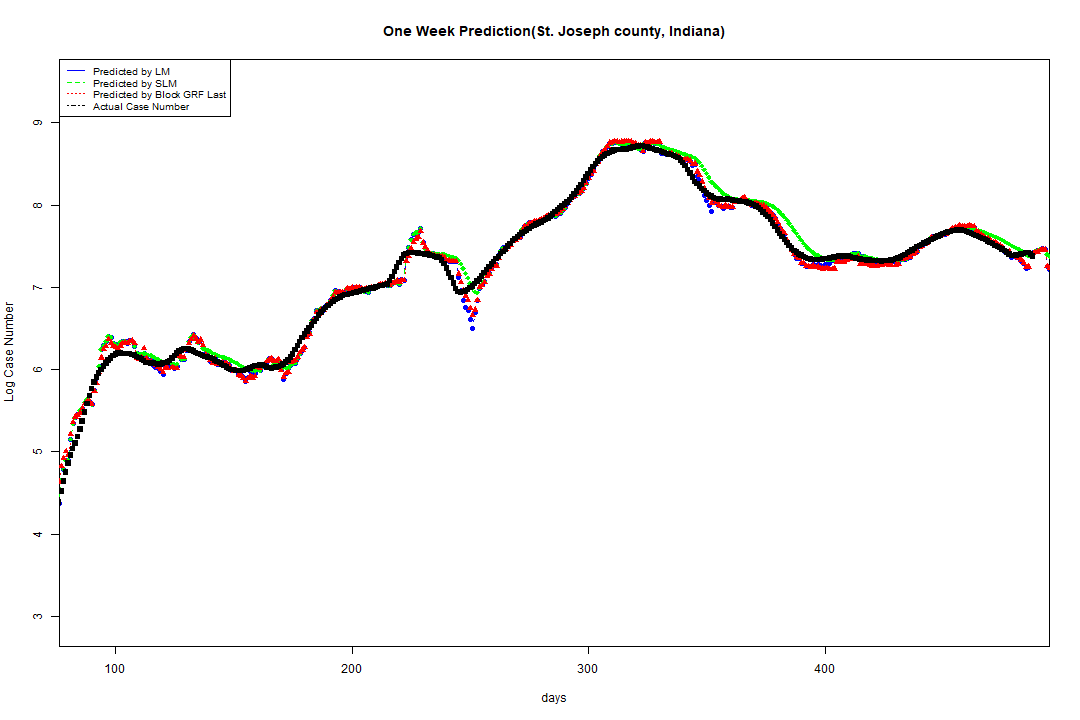 One Week Prediction(St. Joseph county, Indiana)
Predicted by LM
Predicted by SLM
Predicted by Block GRF Last
Actual Case Number
Log Case Number
9
8
7
6
5
4
3
100 200 300 400
days